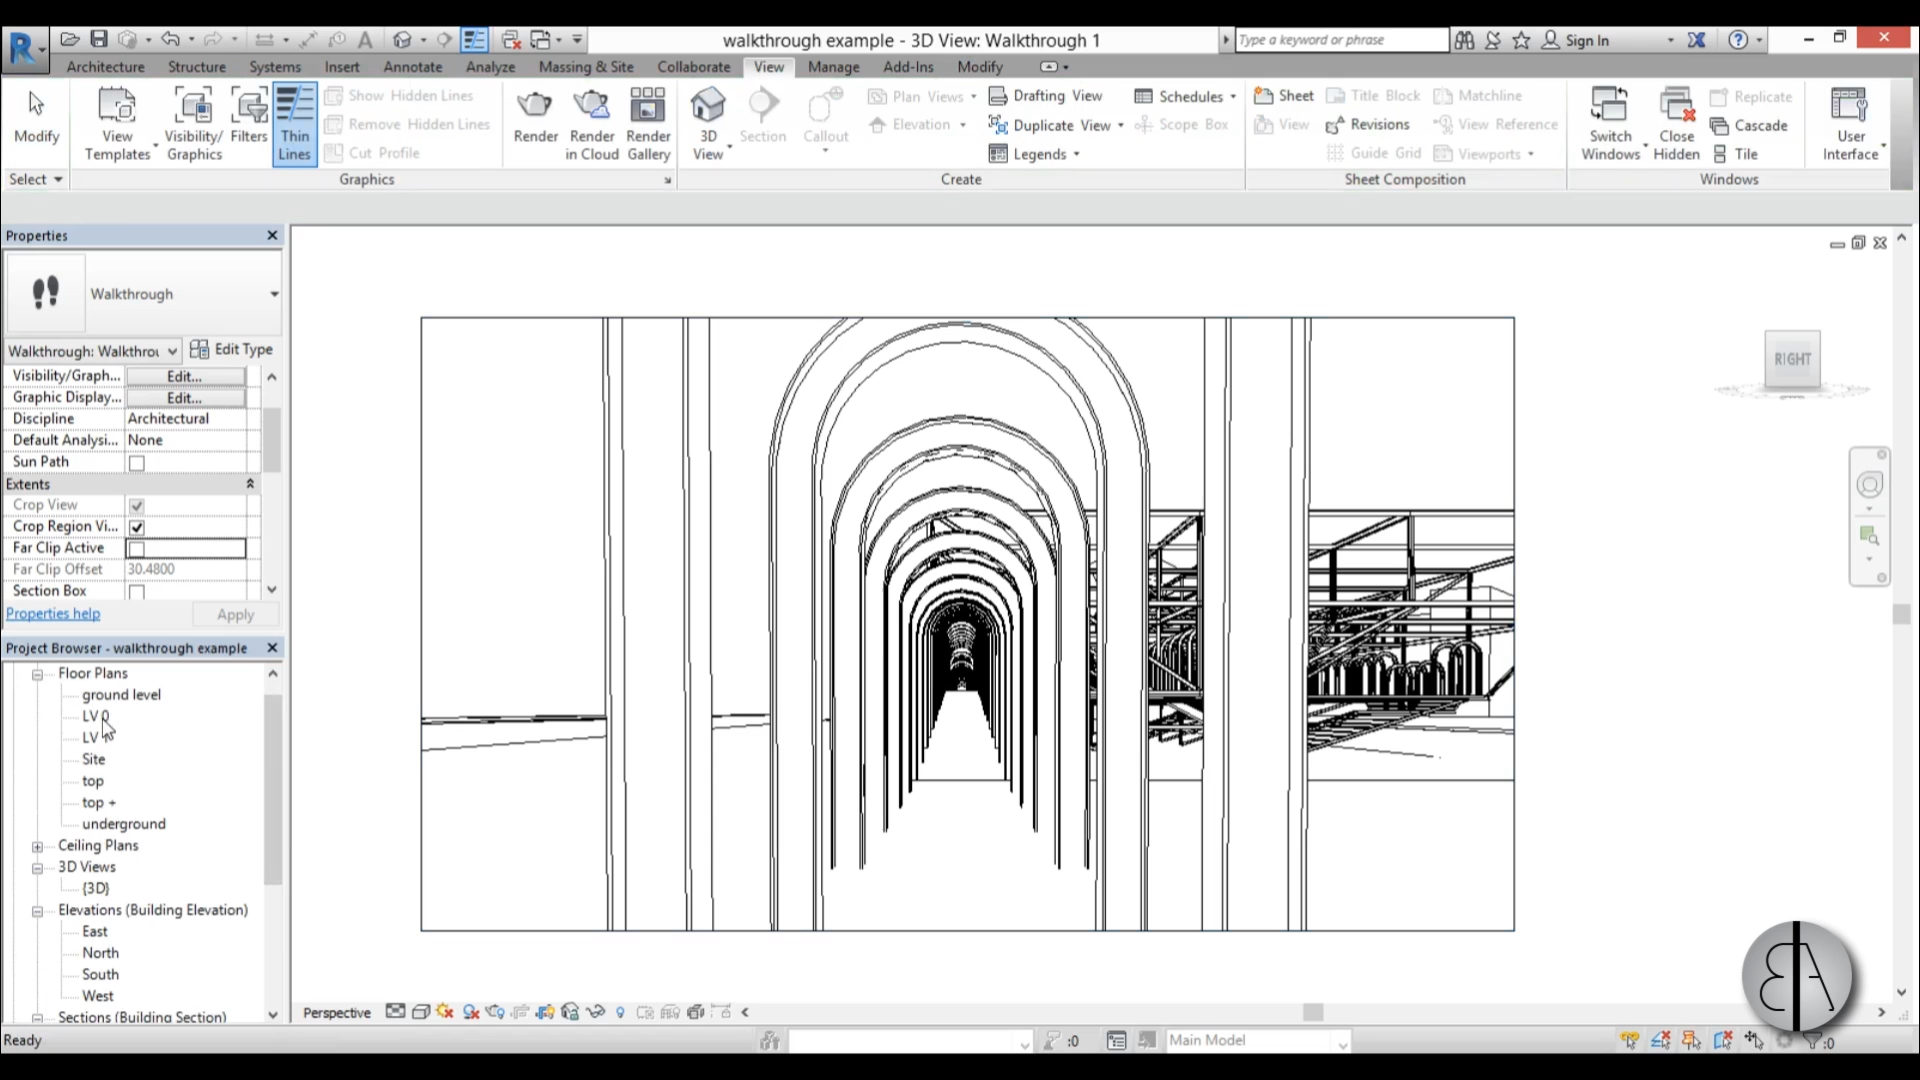 walkthrough example - 3D View: Walkthrough 1
Type a keyword or phrase
Sign In
Architecture Structure Systems Insert Annotate Analyze Massing & Site Collaborate View Manage Add-Ins Modify
Modify
View Templates
Visibility/ Graphics
Filters
Thin Lines
Show Hidden Lines
Remove Hidden Lines
Cut Profile
Render
Render in Cloud
Render Gallery
3D View
Section
Callout
Plan Views
Elevation
Drafting View
Duplicate View
Legends
Schedules
Scope Box
Sheet
View
Title Block
Revisions
Guide Grid
Matchline
View Reference
Viewports
Switch Windows
Close Hidden
Replicate
Cascade
Tile
User Interface
Select
Graphics
Create
Sheet Composition
Windows
Properties
Walkthrough
Walkthrough: Walkthrou
Edit Type
Visibility/Graph... Edit...
Graphic Display... Edit...
Discipline Architectural
Default Analysi... None
Sun Path
Extents
Crop View
Crop Region Vi...
Far Clip Active
Far Clip Offset 30.4800
Section Box
Properties help
Apply
Project Browser - walkthrough example
Floor Plans
ground level
LV 0
LV
Site
top
top +
underground
Ceiling Plans
3D Views
{3D}
Elevations (Building Elevation)
East
North
South
West
Sections (Building Section)
RIGHT
Perspective
Ready
:0
Main Model
:0